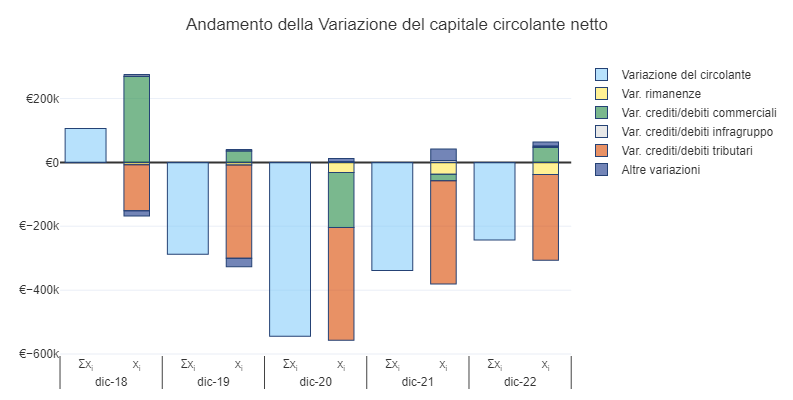 Andamento della Variazione del capitale circolante netto
€200k
€0
€−200k
€−400k
€−600k
Σxᵢ xᵢ Σxᵢ xᵢ Σxᵢ xᵢ Σxᵢ xᵢ Σxᵢ xᵢ
dic-18 dic-19 dic-20 dic-21 dic-22
Variazione del circolante
Var. rimanenze
Var. crediti/debiti commerciali
Var. crediti/debiti infragruppo
Var. crediti/debiti tributari
Altre variazioni